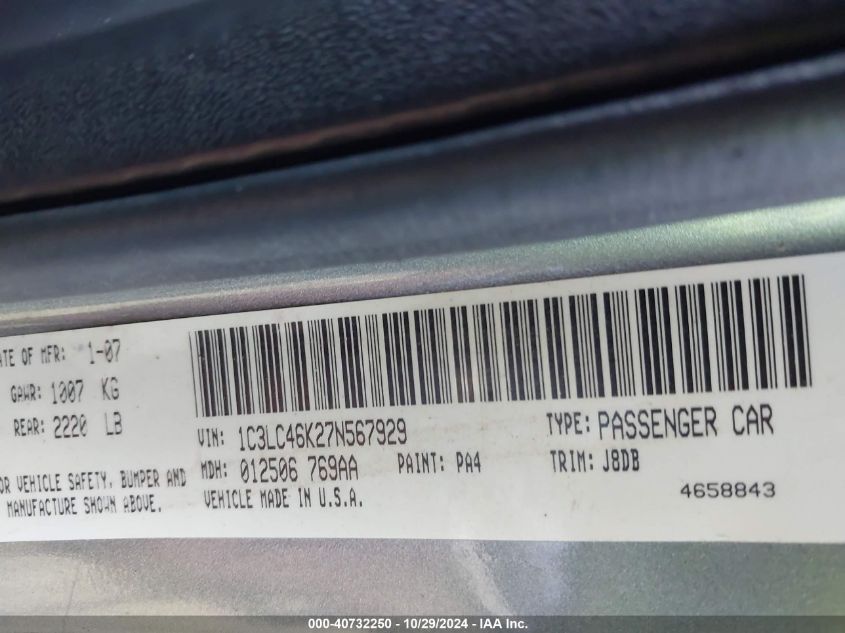 ATE OF MFR: 1-07
GAWR: 1007 KG
REAR: 2220 LB
OR VEHICLE SAFETY, BUMPER AND
MANUFACTURE SHOWN ABOVE.
VIN: 1C3LC46K27N567929
TYPE: PASSENGER CAR
MDH: 012506 769AA PAINT: PA4 TRIM: J8DB
VEHICLE MADE IN U.S.A.
4658843
000-40732250 - 10/29/2024 - IAA Inc.